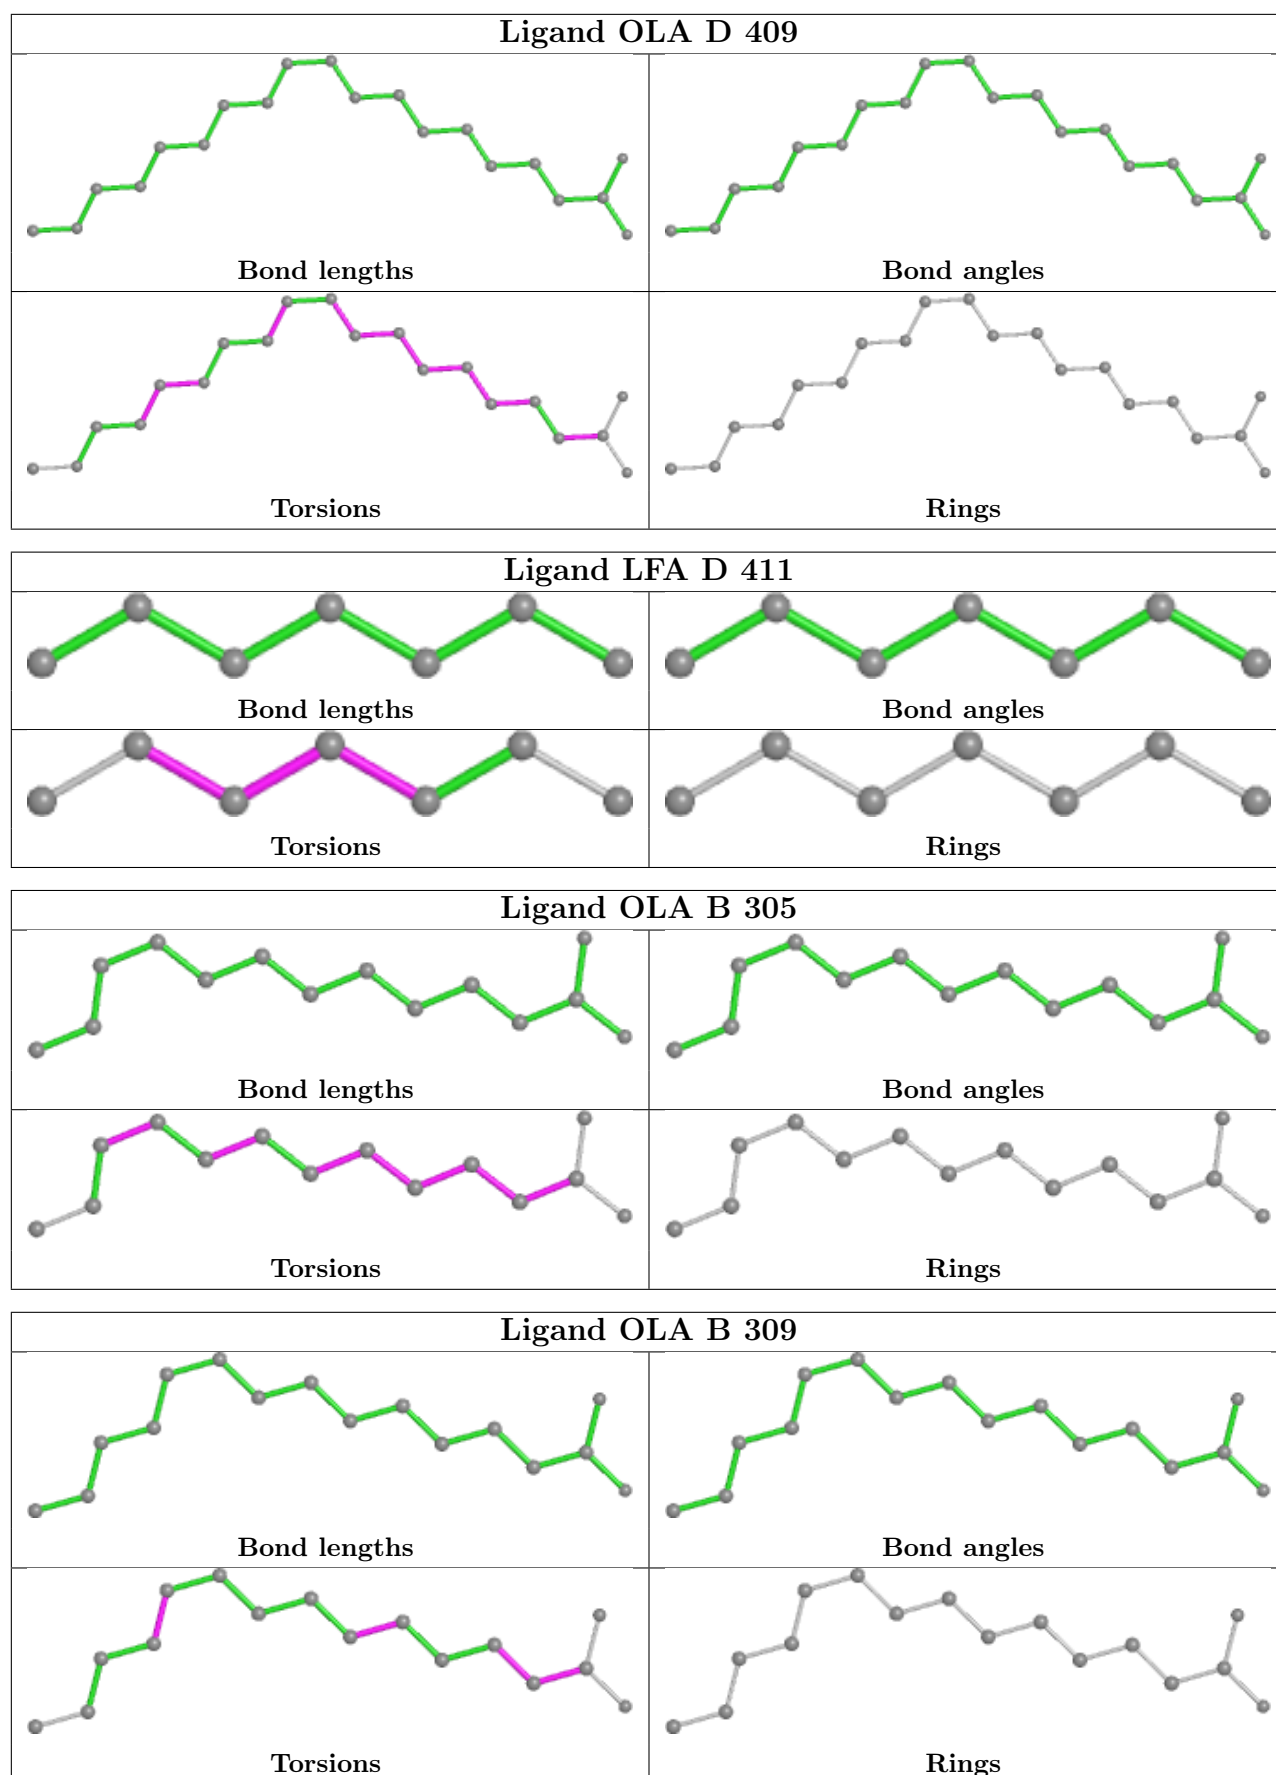 Ligand OLA D 409
Bond lengths
Bond angles
Torsions
Rings
Ligand LFA D 411
Bond lengths
Bond angles
Torsions
Rings
Ligand OLA B 305
Bond lengths
Bond angles
Torsions
Rings
Ligand OLA B 309
Bond lengths
Bond angles
Torsions
Rings